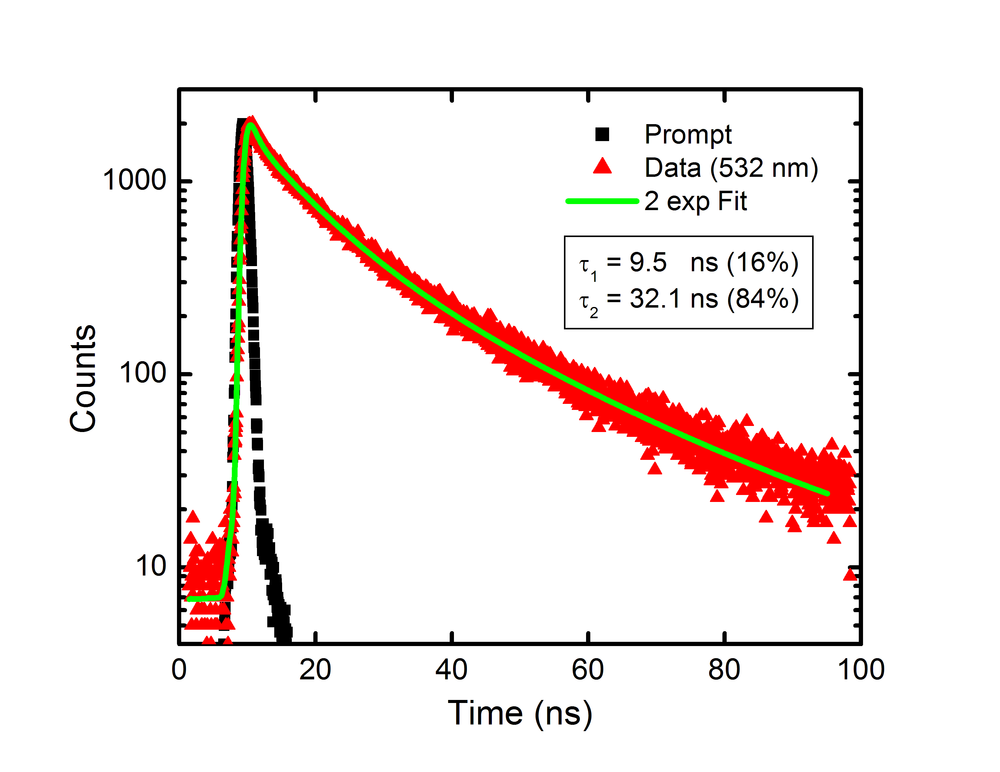 Prompt
Data (532 nm)
2 exp Fit
τ1 = 9.5 ns (16%)
τ2 = 32.1 ns (84%)
1000
100
10
Counts
0 20 40 60 80 100
Time (ns)